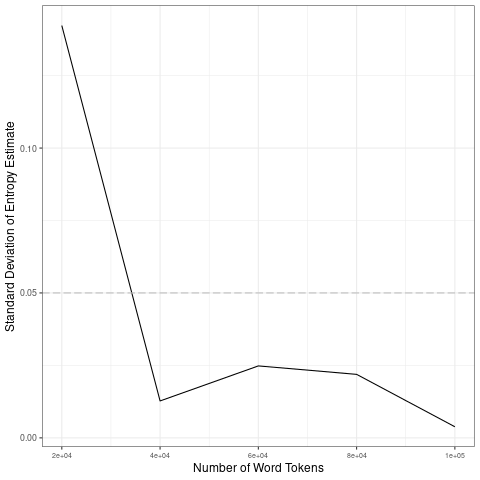 Standard Deviation of Entropy Estimate
0.10
0.05
0.00
2e+04 4e+04 6e+04 8e+04 1e+05
Number of Word Tokens